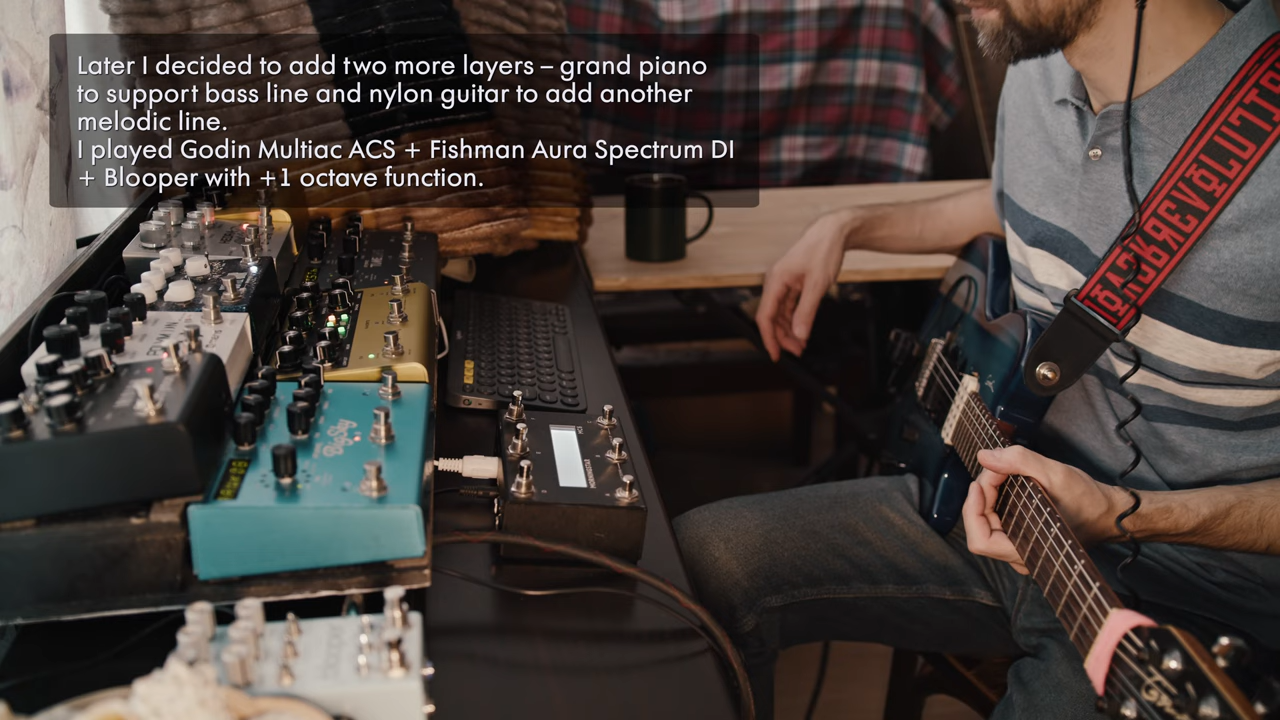 Later I decided to add two more layers – grand piano
to support bass line and nylon guitar to add another
melodic line.
I played Godin Multiac ACS + Fishman Aura Spectrum DI
+ Blooper with +1 octave function.